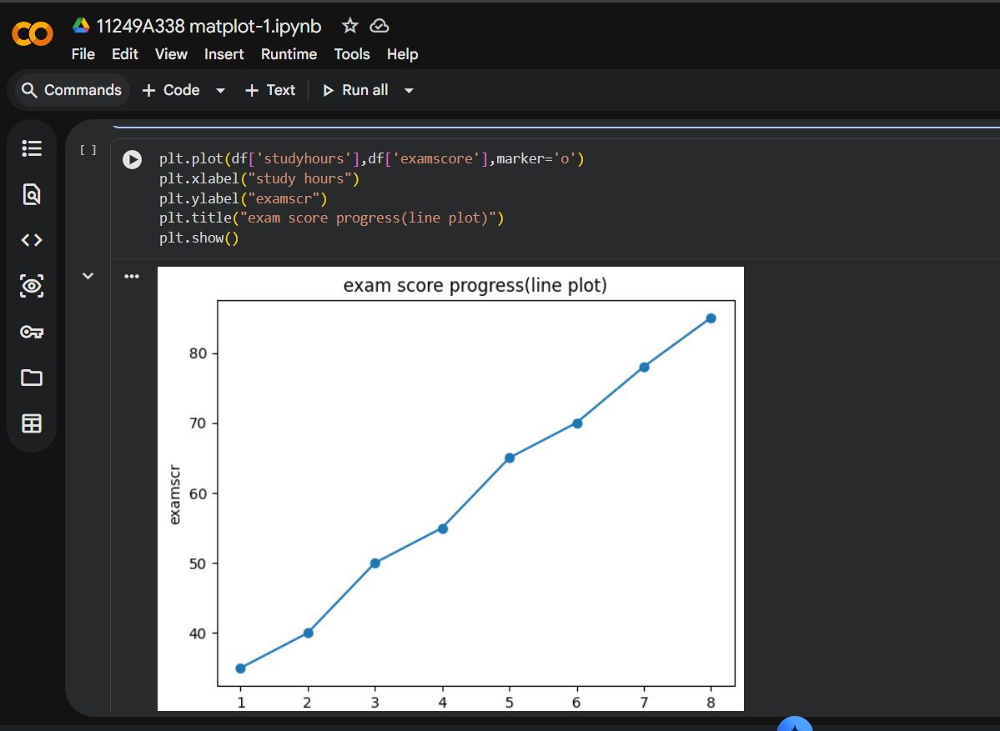 11249A338 matplot-1.ipynb
File Edit View Insert Runtime Tools Help
Commands + Code + Text Run all
[ ]
plt.plot(df['studyhours'],df['examscore'],marker='o')
plt.xlabel("study hours")
plt.ylabel("examscr")
plt.title("exam score progress(line plot)")
plt.show()
exam score progress(line plot)
80
70
60
50
40
examscr
1 2 3 4 5 6 7 8